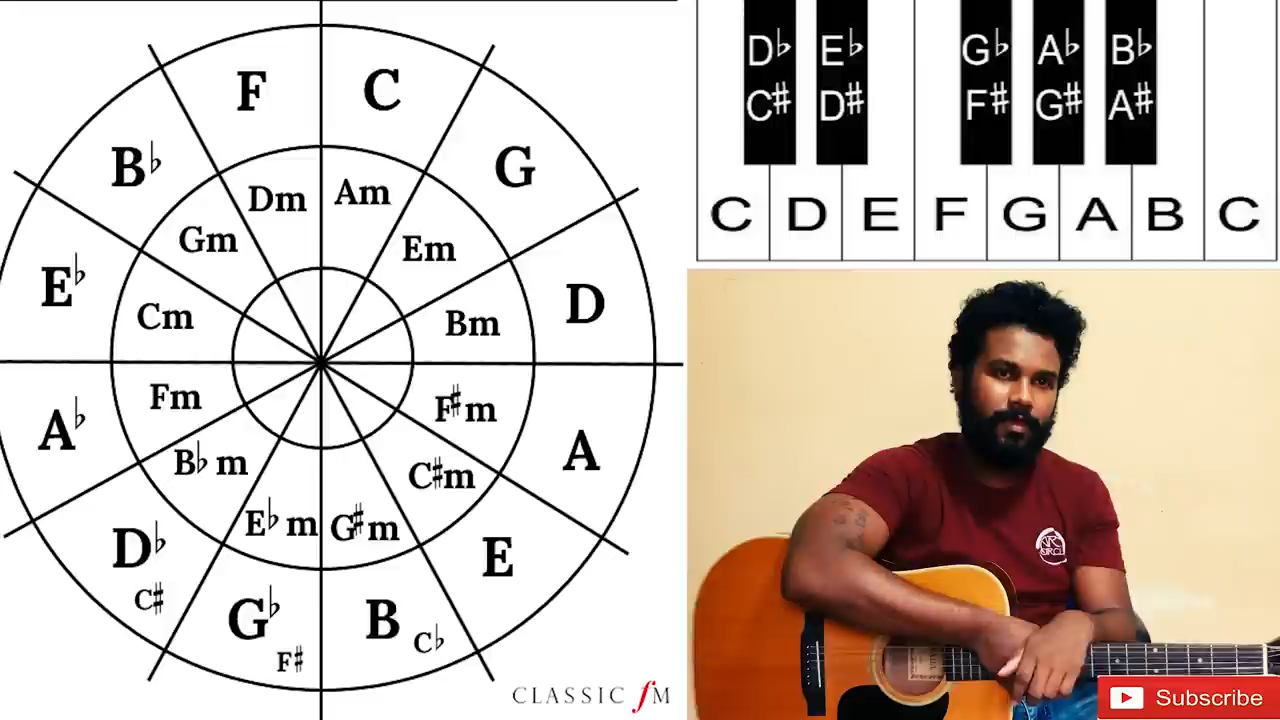 F
C
B♭
G
Dm
Am
Gm
Em
E♭
D
Cm
Bm
A♭
Fm
F♯m
A
B♭m
C♯m
D♭
C♯
E♭m
G♯m
E
G♭
F♯
B
C♭
CLASSIC fM
D♭ E♭ G♭ A♭ B♭
C# D# F# G# A#
C D E F G A B C
Subscribe